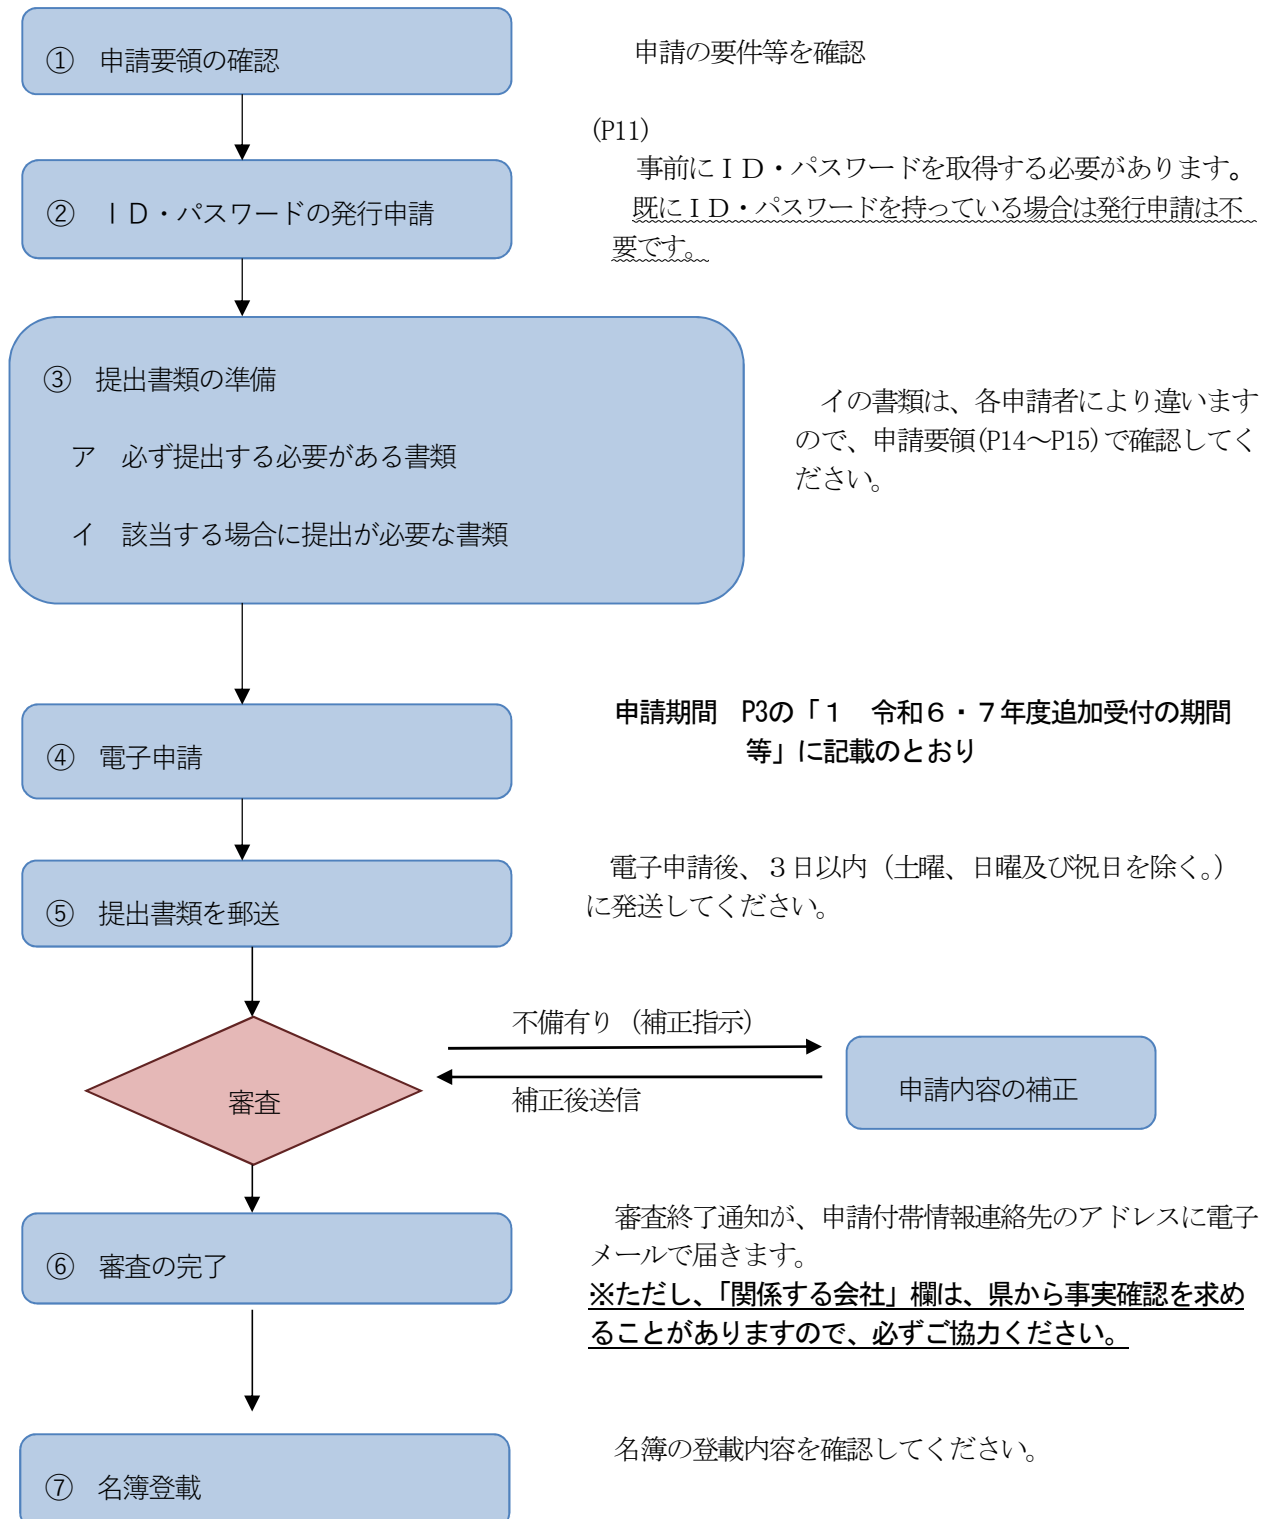 ①　申請要領の確認
申請の要件等を確認
(P11)
事前にＩＤ・パスワードを取得する必要があります。
既にＩＤ・パスワードを持っている場合は発行申請は不
要です。
②　ＩＤ・パスワードの発行申請
③　提出書類の準備
ア　必ず提出する必要がある書類
イ　該当する場合に提出が必要な書類
イの書類は、各申請者により違います
ので、申請要領(P14～P15)で確認してく
ださい。
④　電子申請
申請期間　P3の「１　令和６・７年度追加受付の期間
等」に記載のとおり
⑤　提出書類を郵送
電子申請後、３日以内（土曜、日曜及び祝日を除く。）
に発送してください。
審査
不備有り（補正指示）
補正後送信
申請内容の補正
⑥　審査の完了
審査終了通知が、申請付帯情報連絡先のアドレスに電子
メールで届きます。
※ただし、「関係する会社」欄は、県から事実確認を求め
ることがありますので、必ずご協力ください。
⑦　名簿登載
名簿の登載内容を確認してください。